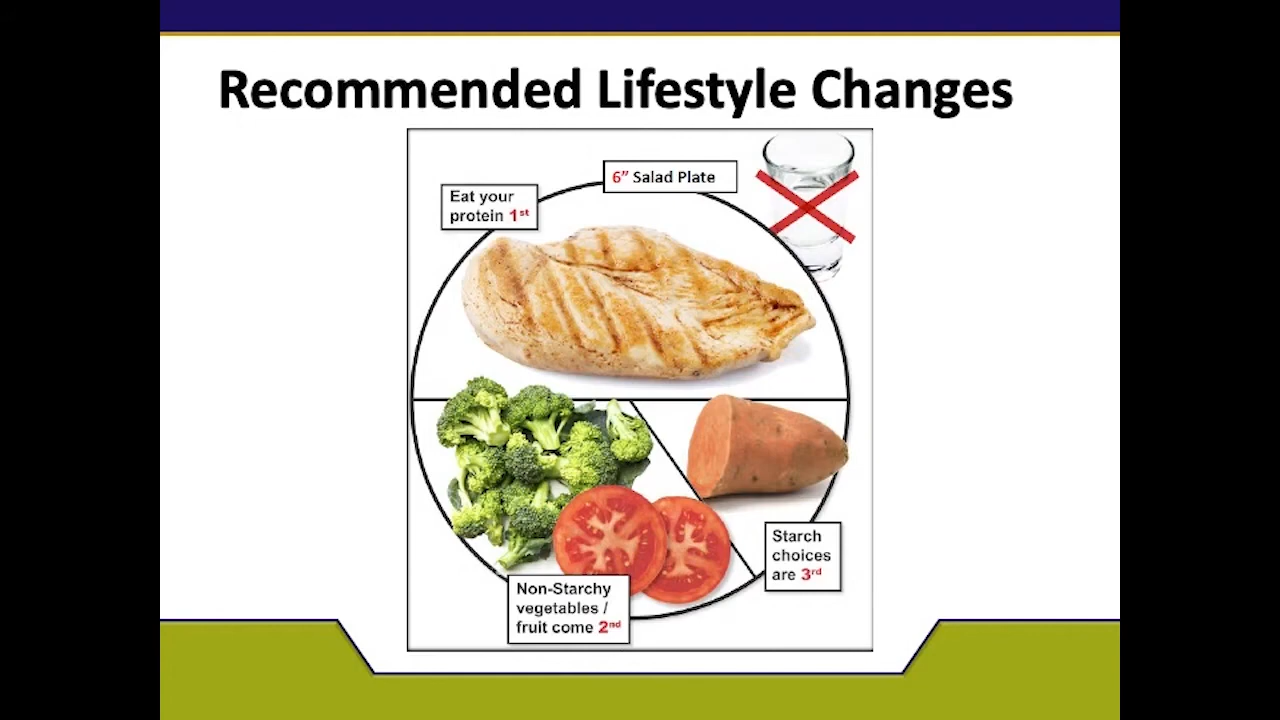 Recommended Lifestyle Changes
6” Salad Plate
Eat your
protein 1st
Starch
choices
are 3rd
Non-Starchy
vegetables /
fruit come 2nd